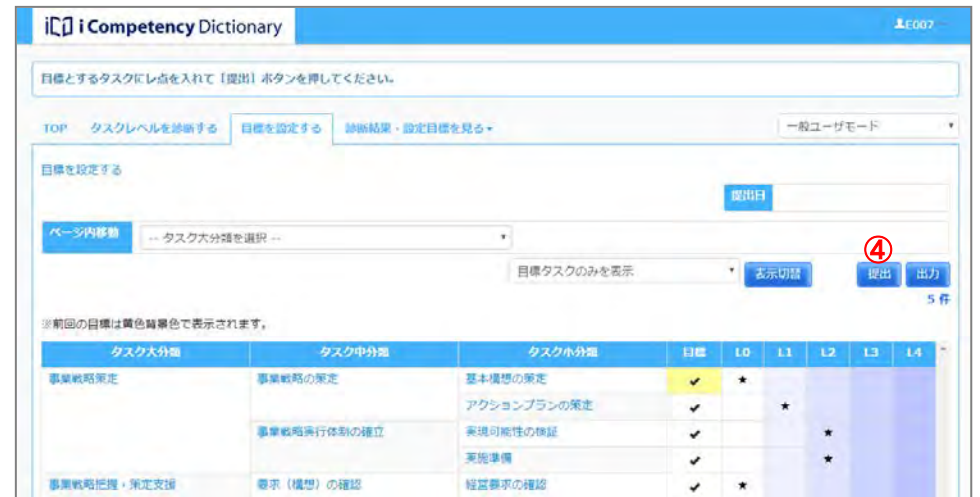 iCD i Competency Dictionary
E007
目標とするタスクにレ点を入れて「提出」ボタンを押してください。
TOP タスクレベルを診断する 目標を設定する 診断結果・設定目標を見る 一般ユーザモード
目標を設定する
提出日
ページ内移動 -- タスク大分類を選択 --
④
目標タスクのみを表示 表示切替 提出 出力
5 件
※前回の目標は黄色背景色で表示されます。
タスク大分類 タスク中分類 タスク小分類 目標 L0 L1 L2 L3 L4
事業戦略策定 事業戦略の策定 基本構想の策定 ✔ ★
アクションプランの策定 ✔ ★
事業戦略実行体制の確立 実現可能性の検証 ✔ ★
実施準備 ✔ ★
事業戦略把握・策定支援 要求（構想）の確認 経営要求の確認 ✔ ★